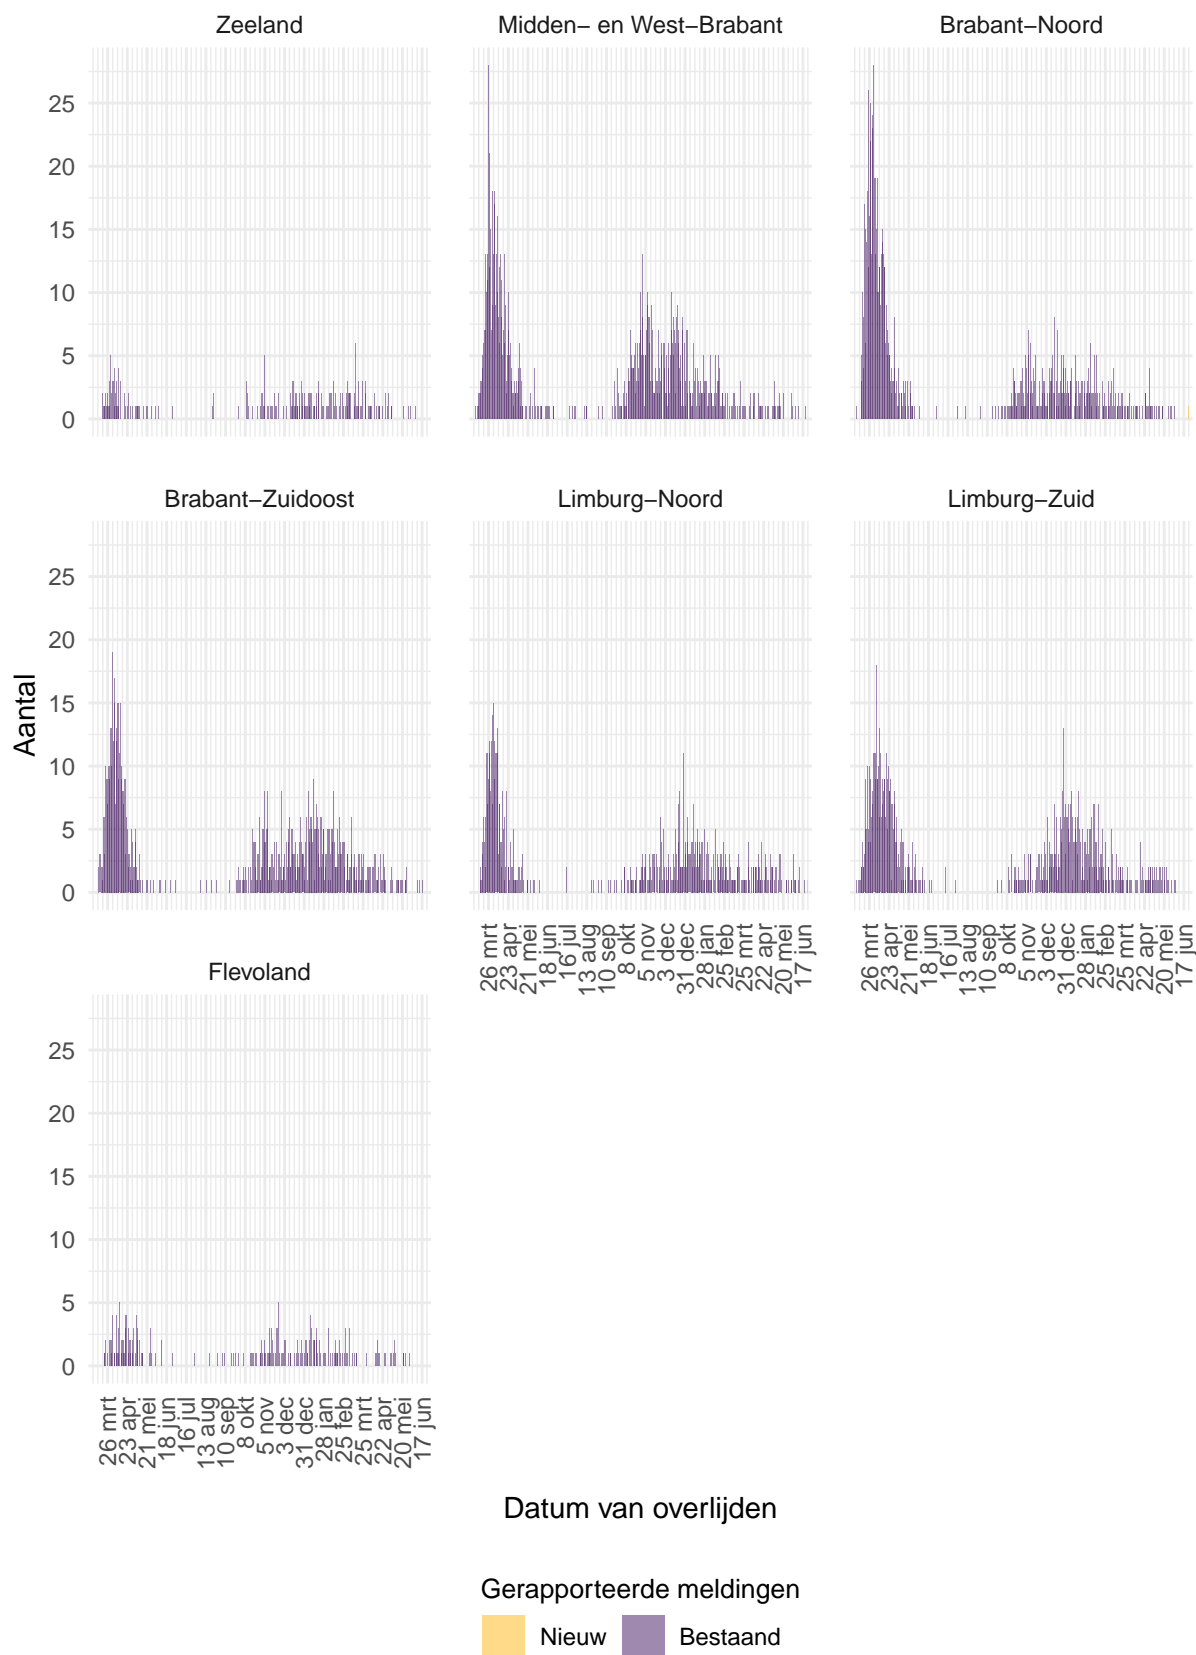 Zeeland
Midden− en West−Brabant
Brabant−Noord
25
20
15
10
5
0
Brabant−Zuidoost
Limburg−Noord
Limburg−Zuid
25
20
15
10
5
0
Aantal
26 mrt
23 apr
21 mei
18 jun
16 jul
13 aug
10 sep
8 okt
5 nov
3 dec
31 dec
28 jan
25 feb
25 mrt
22 apr
20 mei
17 jun
26 mrt
23 apr
21 mei
18 jun
16 jul
13 aug
10 sep
8 okt
5 nov
3 dec
31 dec
28 jan
25 feb
25 mrt
22 apr
20 mei
17 jun
Flevoland
25
20
15
10
5
0
26 mrt
23 apr
21 mei
18 jun
16 jul
13 aug
10 sep
8 okt
5 nov
3 dec
31 dec
28 jan
25 feb
25 mrt
22 apr
20 mei
17 jun
Datum van overlijden
Gerapporteerde meldingen
Nieuw
Bestaand